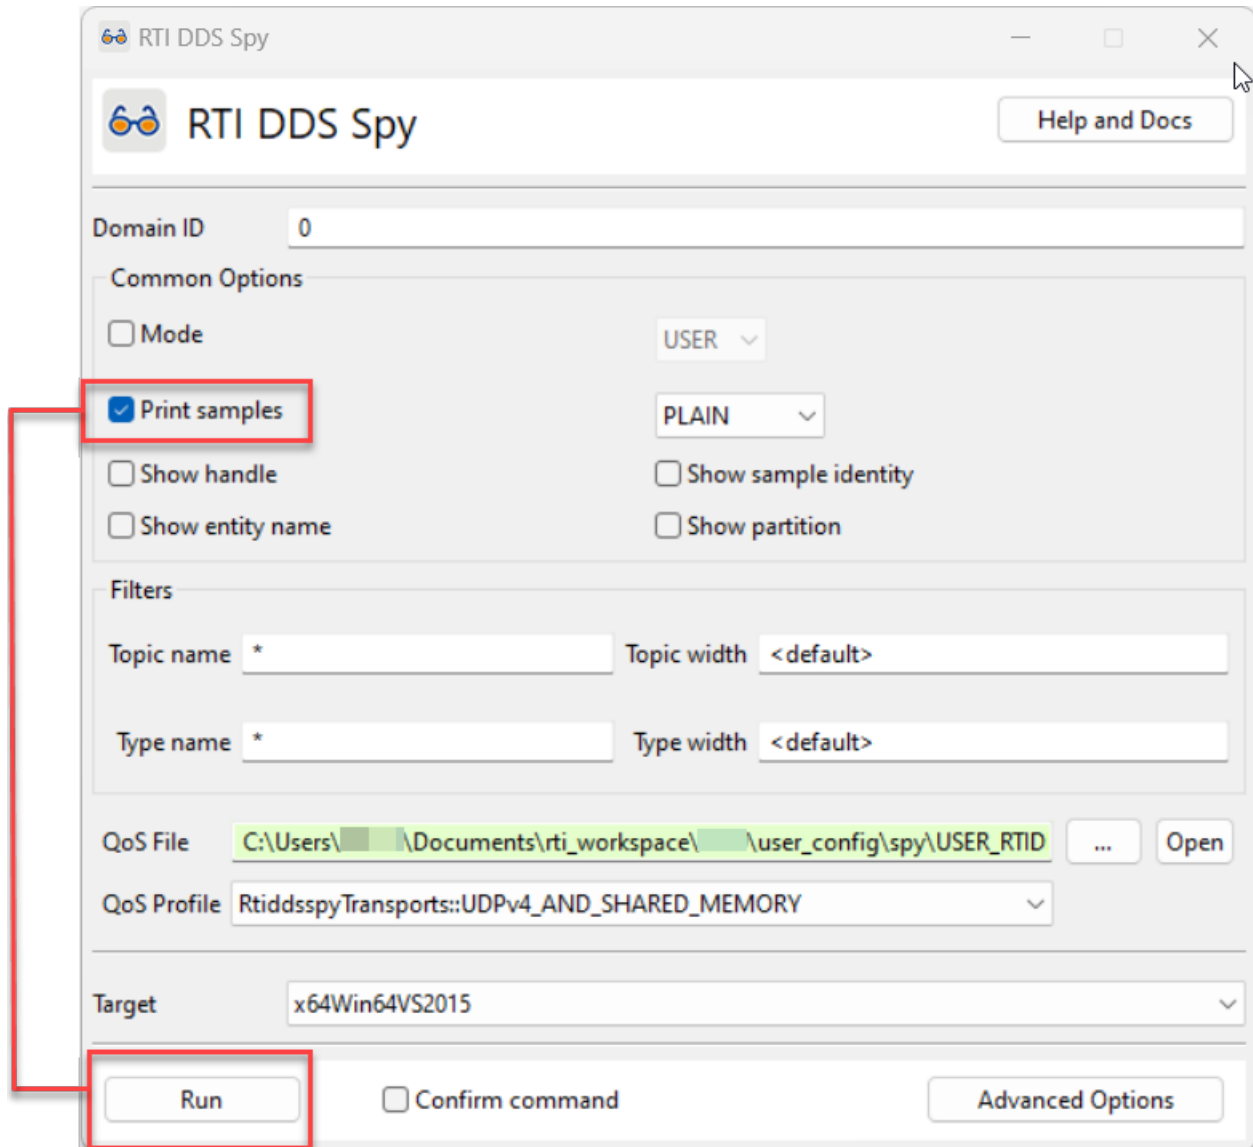 RTI DDS Spy
RTI DDS Spy
Help and Docs
Domain ID 0
Common Options
Mode USER
Print samples PLAIN
Show handle Show sample identity
Show entity name Show partition
Filters
Topic name * Topic width <default>
Type name * Type width <default>
QoS File C:\Users\ \Documents\rti_workspace\ \user_config\spy\USER_RTID ... Open
QoS Profile RtiddsspyTransports::UDPv4_AND_SHARED_MEMORY
Target x64Win64VS2015
Run Confirm command Advanced Options